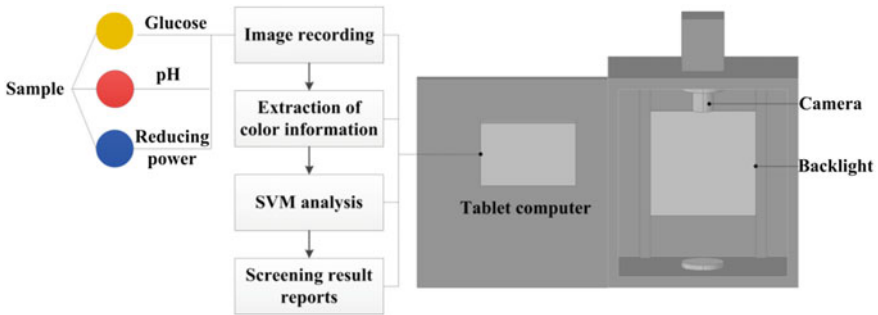 Sample
Glucose
pH
Reducing
power
Image recording
Extraction of
color information
SVM analysis
Screening result
reports
Tablet computer
Camera
Backlight